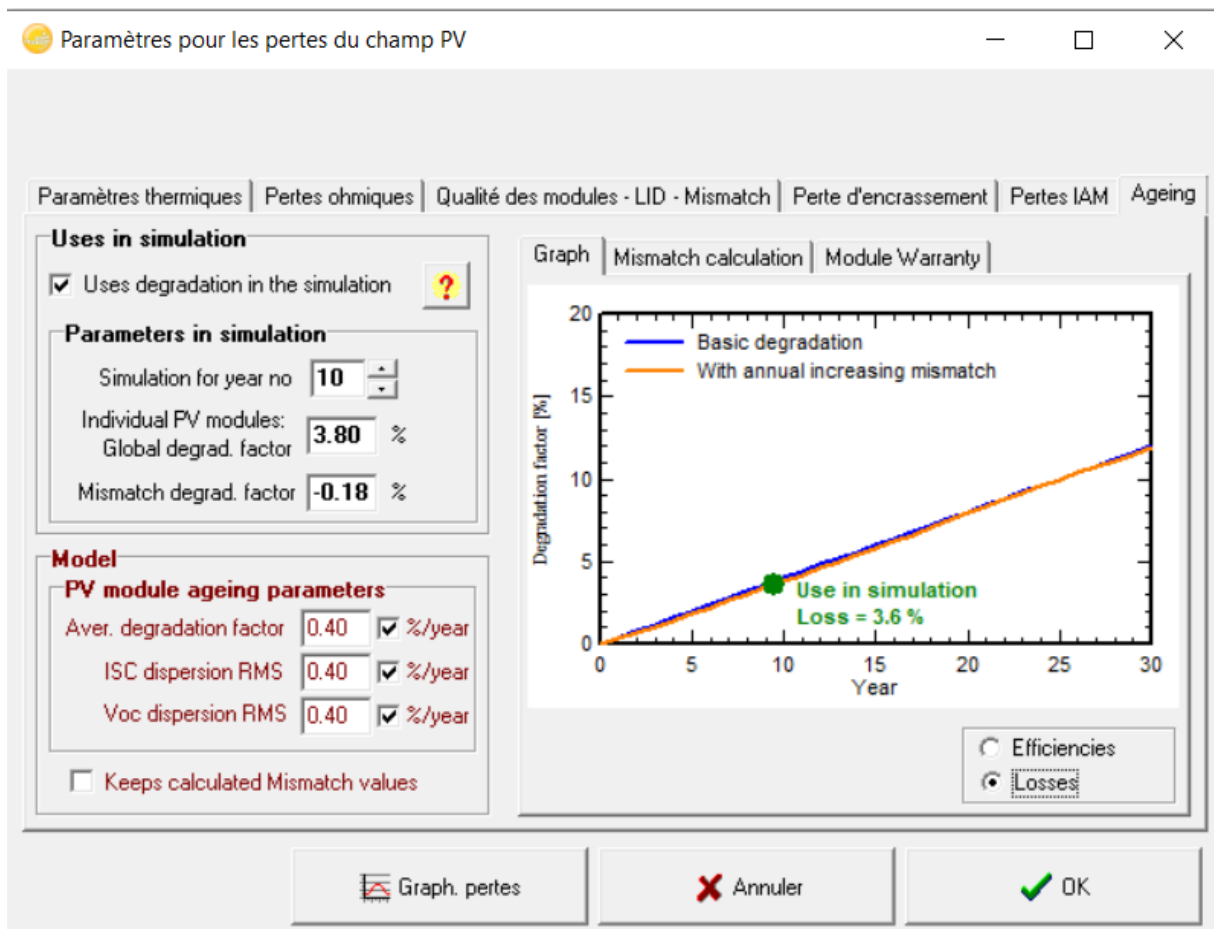 Paramètres pour les pertes du champ PV
Paramètres thermiques
Pertes ohmiques
Qualité des modules - LID - Mismatch
Perte d'encrassement
Pertes IAM
Ageing
Uses in simulation
Uses degradation in the simulation
?
Parameters in simulation
Simulation for year no 10
Individual PV modules:
Global degrad. factor 3.80 %
Mismatch degrad. factor -0.18 %
Model
PV module ageing parameters
Aver. degradation factor 0.40 %/year
ISC dispersion RMS 0.40 %/year
Voc dispersion RMS 0.40 %/year
Keeps calculated Mismatch values
Graph
Mismatch calculation
Module Warranty
Basic degradation
With annual increasing mismatch
Degradation factor [%]
20
15
10
5
0
Use in simulation
Loss = 3.6 %
0 5 10 15 20 25 30
Year
Efficiencies
Losses
Graph. pertes
Annuler
OK